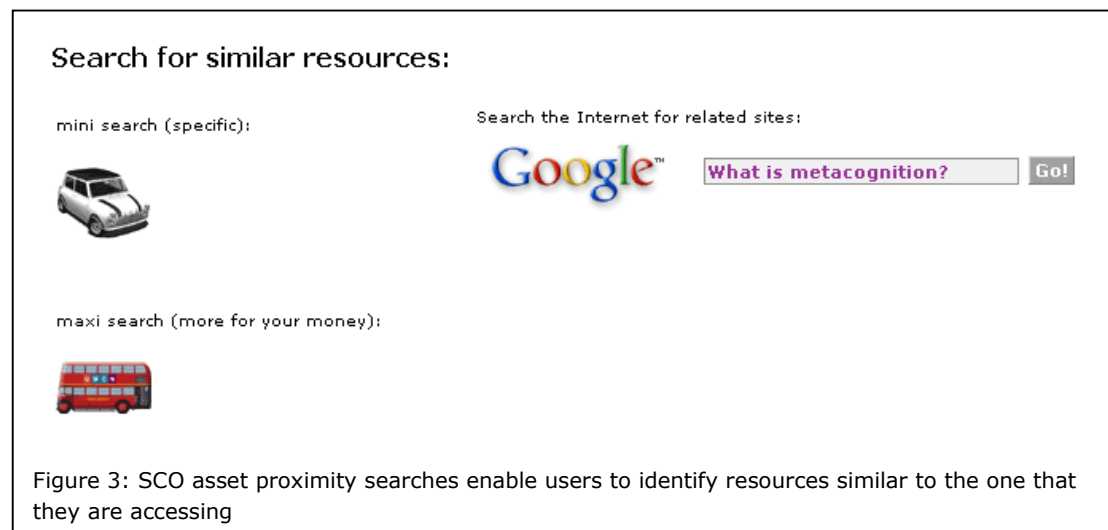 Search for similar resources:
mini search (specific):
Search the Internet for related sites:
Google™
What is metacognition?
Go!
maxi search (more for your money):
Figure 3: SCO asset proximity searches enable users to identify resources similar to the one that
they are accessing